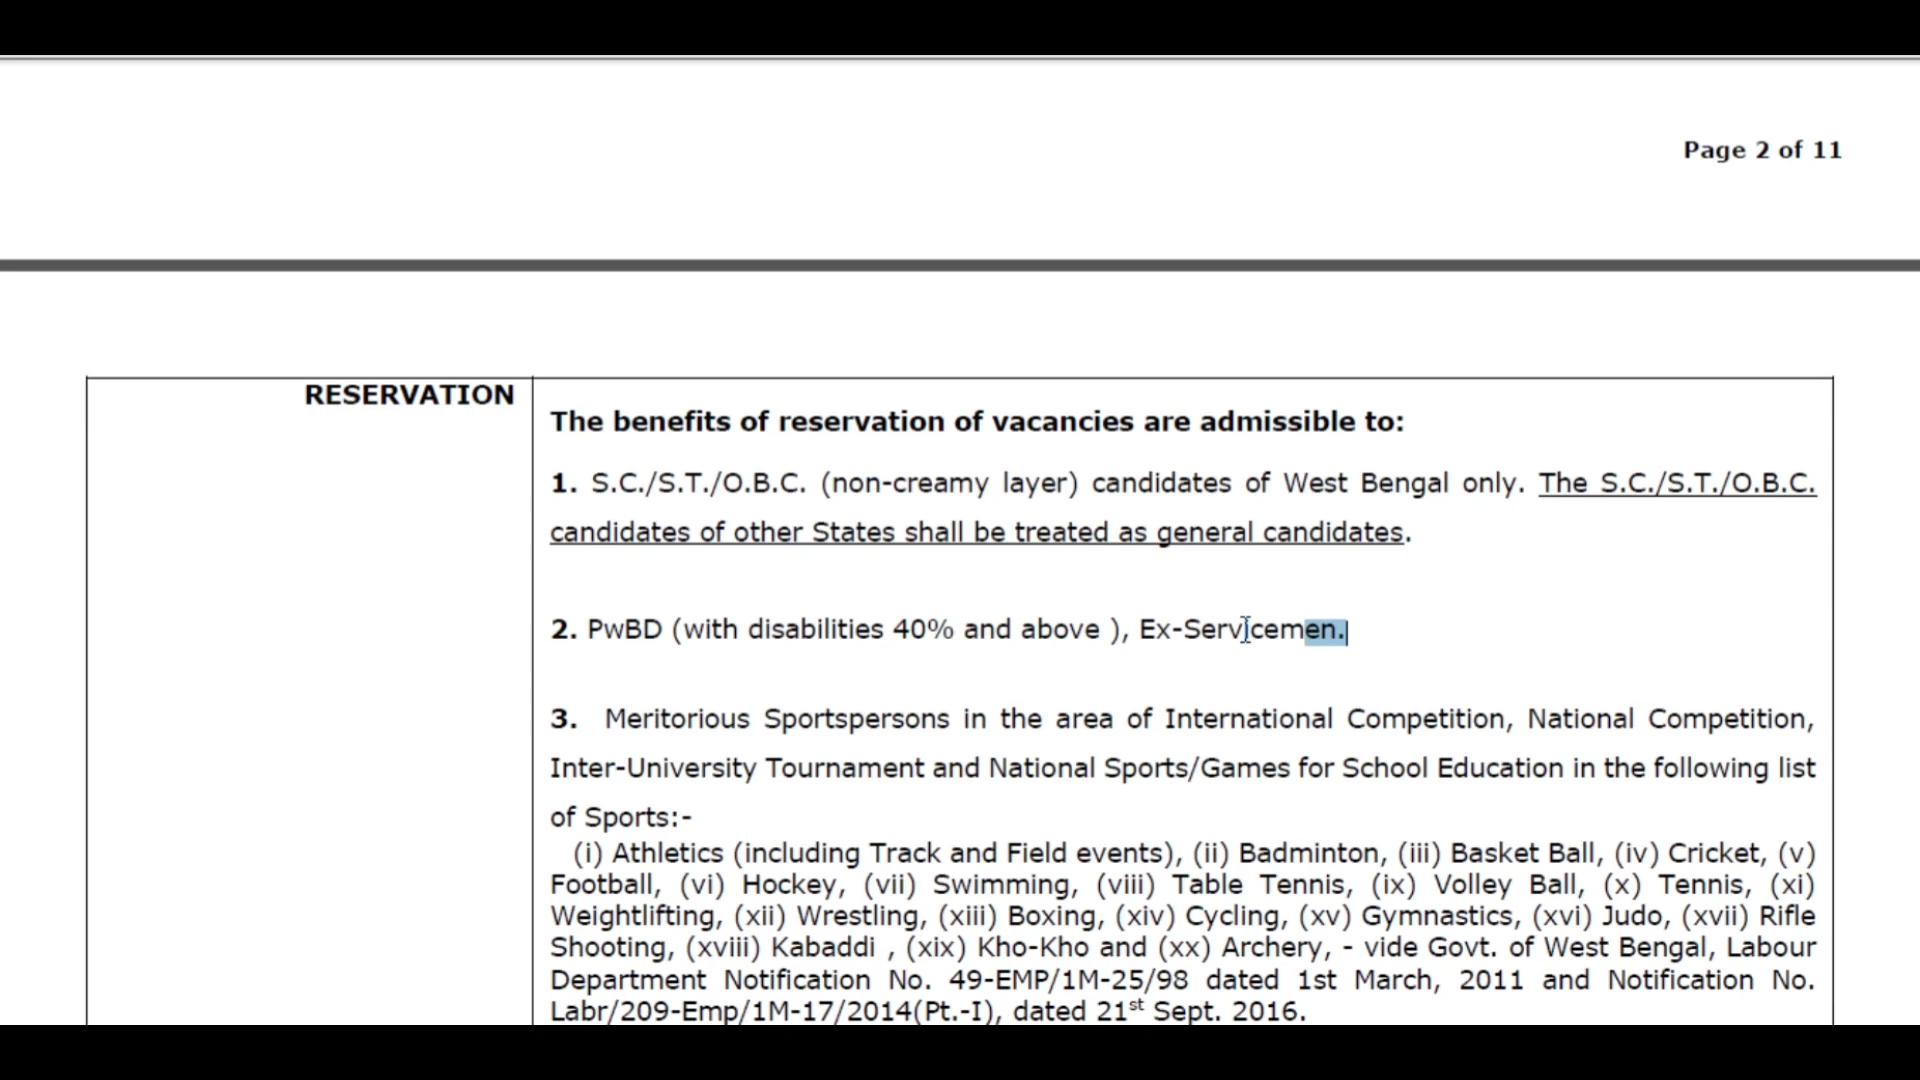 Page 2 of 11
RESERVATION
The benefits of reservation of vacancies are admissible to:
1. S.C./S.T./O.B.C. (non-creamy layer) candidates of West Bengal only. The S.C./S.T./O.B.C.
candidates of other States shall be treated as general candidates.
2. PwBD (with disabilities 40% and above ), Ex-Servicemen.
3. Meritorious Sportspersons in the area of International Competition, National Competition,
Inter-University Tournament and National Sports/Games for School Education in the following list
of Sports:-
(i) Athletics (including Track and Field events), (ii) Badminton, (iii) Basket Ball, (iv) Cricket, (v)
Football, (vi) Hockey, (vii) Swimming, (viii) Table Tennis, (ix) Volley Ball, (x) Tennis, (xi)
Weightlifting, (xii) Wrestling, (xiii) Boxing, (xiv) Cycling, (xv) Gymnastics, (xvi) Judo, (xvii) Rifle
Shooting, (xviii) Kabaddi , (xix) Kho-Kho and (xx) Archery, - vide Govt. of West Bengal, Labour
Department Notification No. 49-EMP/1M-25/98 dated 1st March, 2011 and Notification No.
Labr/209-Emp/1M-17/2014(Pt.-I), dated 21st Sept. 2016.